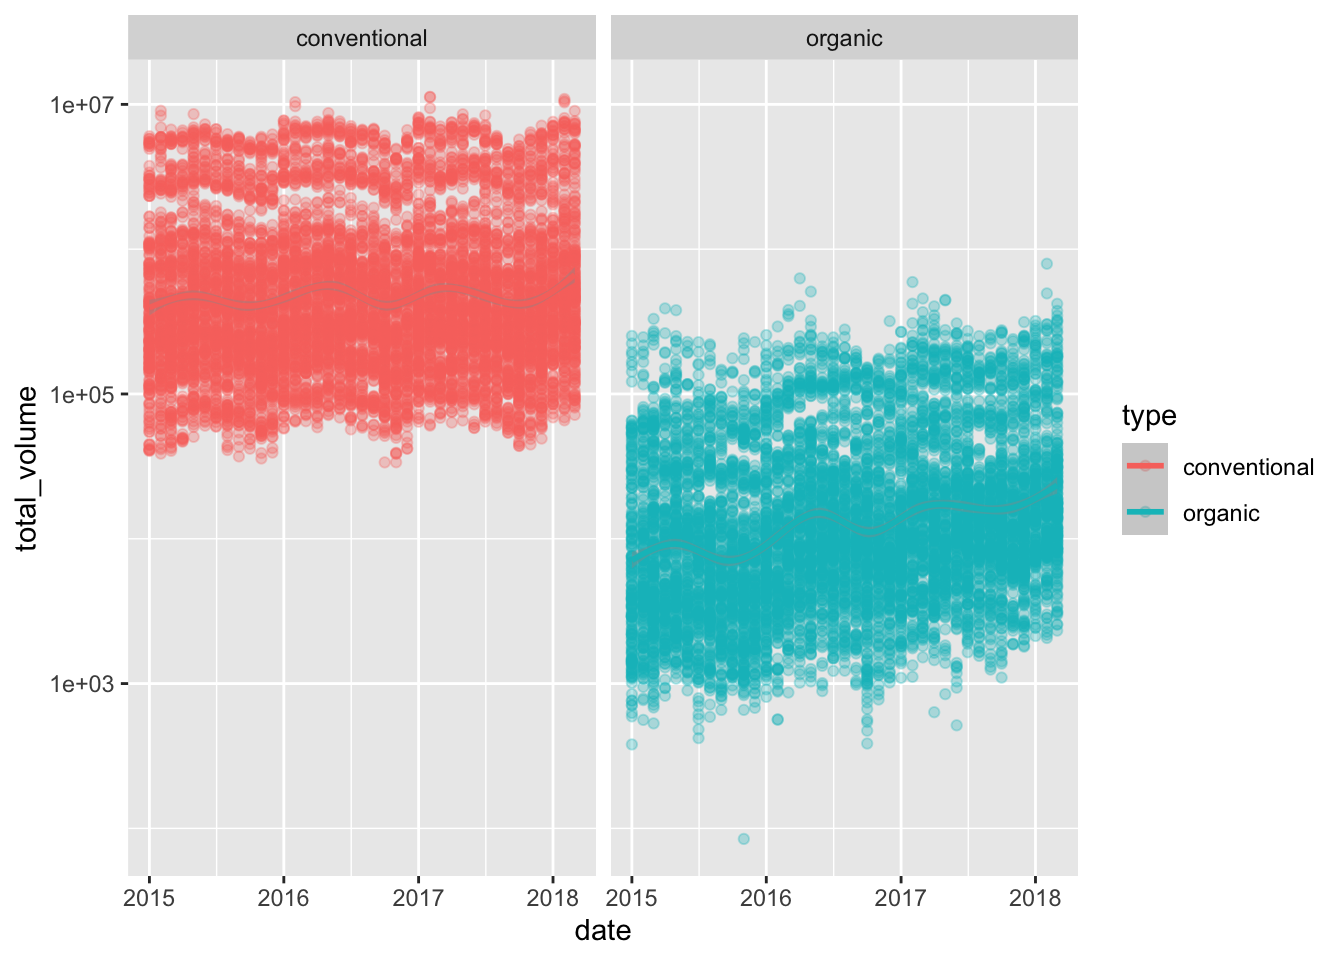 conventional
organic
1e+07
1e+05
1e+03
total_volume
2015 2016 2017 2018
2015 2016 2017 2018
date
type
conventional
organic